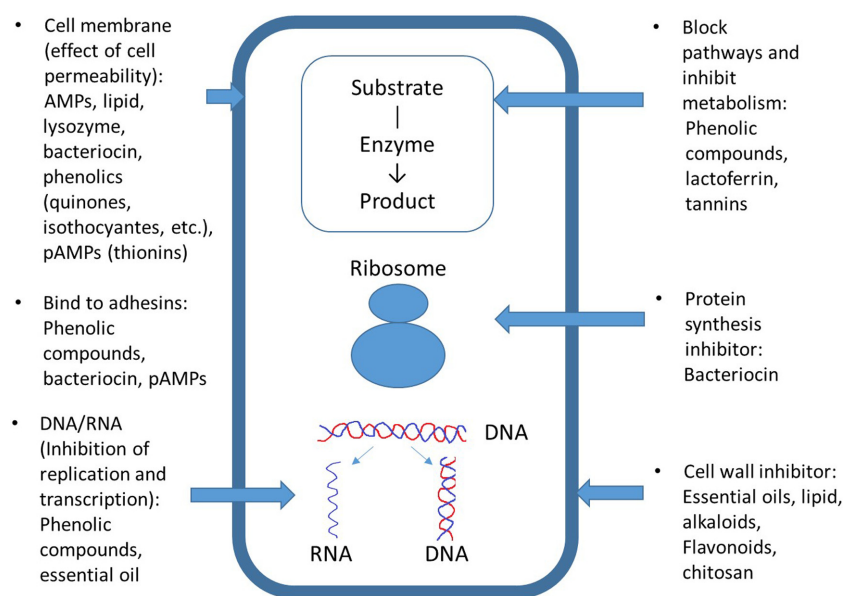 • Cell membrane
(effect of cell
permeability):
AMPs, lipid,
lysozyme,
bacteriocin,
phenolics
(quinones,
isothocyantes, etc.),
pAMPs (thionins)
• Bind to adhesins:
Phenolic
compounds,
bacteriocin, pAMPs
• DNA/RNA
(Inhibition of
replication and
transcription):
Phenolic
compounds,
essential oil
Substrate
Enzyme
Product
Ribosome
DNA
RNA
DNA
• Block
pathways and
inhibit
metabolism:
Phenolic
compounds,
lactoferrin,
tannins
• Protein
synthesis
inhibitor:
Bacteriocin
• Cell wall inhibitor:
Essential oils, lipid,
alkaloids,
Flavonoids,
chitosan